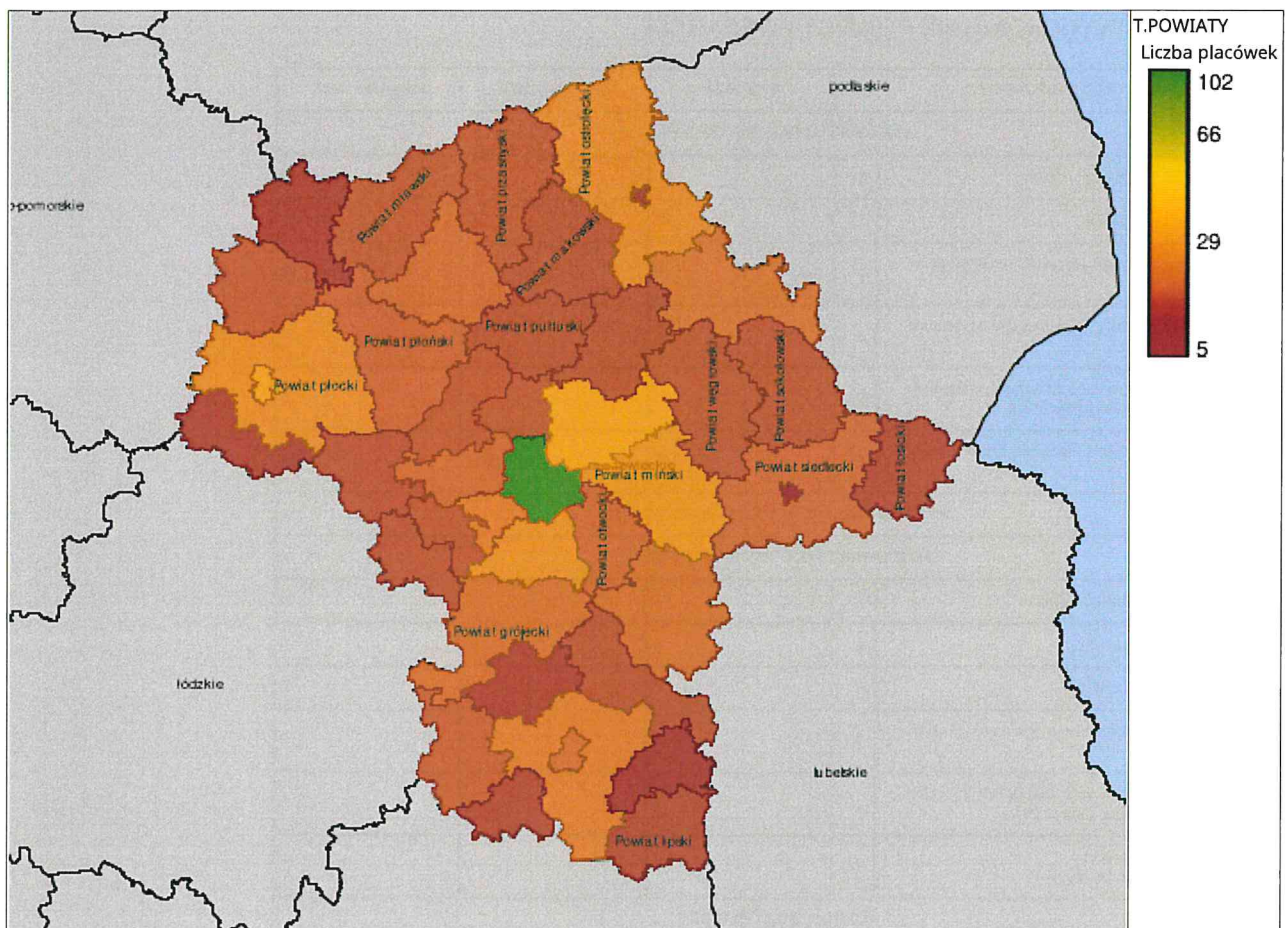 T.POWIATY
Liczba placówek
102
66
29
5
podlaskie
o-pomorskie
Powiat ostrołęcki
Powiat przasnyski
Powiat mławski
Powiat makowski
Powiat pułtuski
Powiat płoński
Powiat płocki
Powiat węgrowski
Powiat sokołowski
Powiat miński
Powiat siedlecki
Powiat łosicki
Powiat otwocki
Powiat grójecki
łódzkie
lubelskie
Powiat lipski